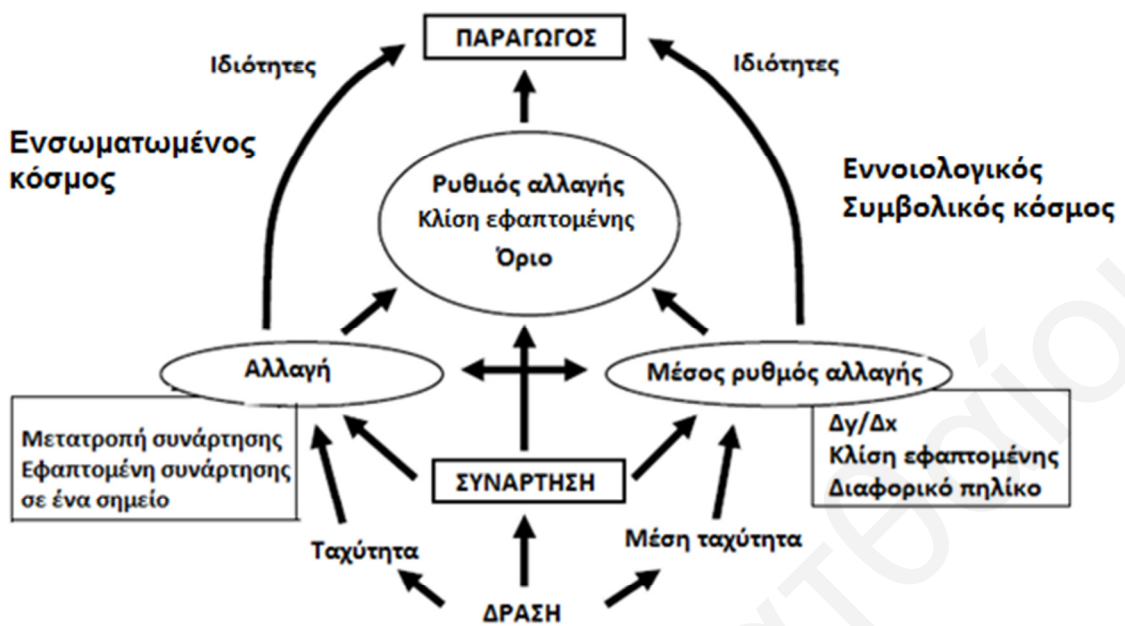 ΠΑΡΑΓΩΓΟΣ
Ιδιότητες
Ιδιότητες
Ενσωματωμένος
κόσμος
Εννοιολογικός
Συμβολικός κόσμος
Ρυθμός αλλαγής
Κλίση εφαπτομένης
Όριο
Αλλαγή
Μέσος ρυθμός αλλαγής
Μετατροπή συνάρτησης
Εφαπτομένη συνάρτησης
σε ένα σημείο
Δy/Δx
Κλίση εφαπτομένης
Διαφορικό πηλίκο
ΣΥΝΑΡΤΗΣΗ
Ταχύτητα
Μέση ταχύτητα
ΔΡΑΣΗ